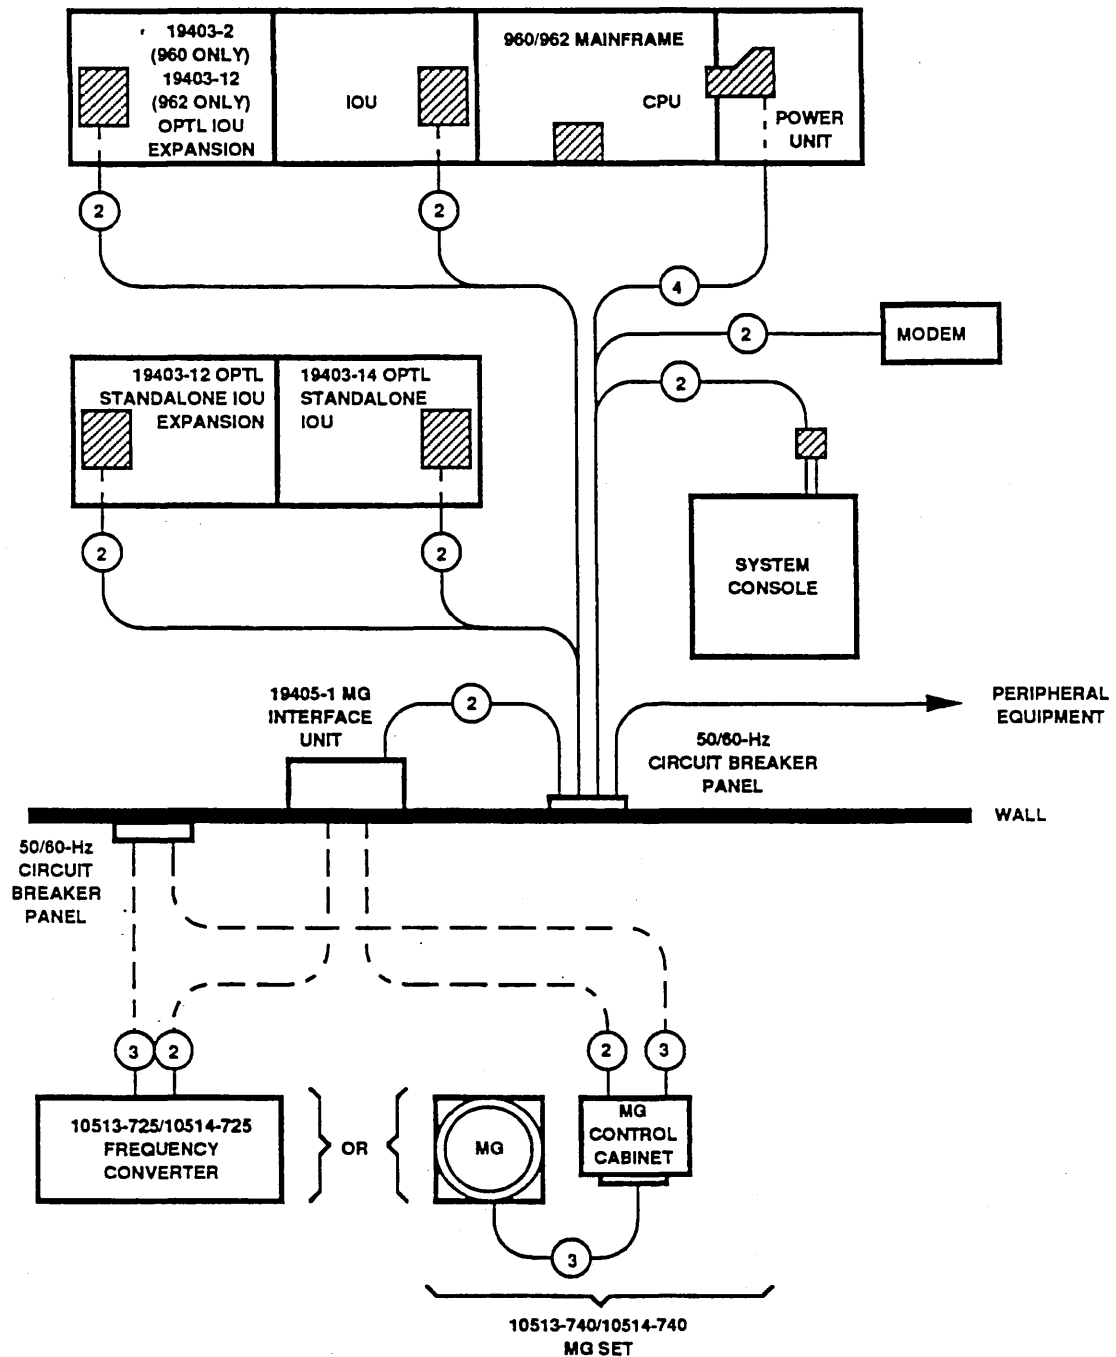 19403-2
(960 ONLY)
19403-12
(962 ONLY)
OPTL IOU
EXPANSION
IOU
960/962 MAINFRAME
CPU
POWER
UNIT
2
2
4
2
MODEM
2
19403-12 OPTL
STANDALONE IOU
EXPANSION
19403-14 OPTL
STANDALONE
IOU
2
2
SYSTEM
CONSOLE
19405-1 MG
INTERFACE
UNIT
2
PERIPHERAL
EQUIPMENT
50/60-Hz
CIRCUIT BREAKER
PANEL
WALL
50/60-Hz
CIRCUIT
BREAKER
PANEL
3
2
2
3
10513-725/10514-725
FREQUENCY
CONVERTER
OR
MG
MG
CONTROL
CABINET
3
10513-740/10514-740
MG SET